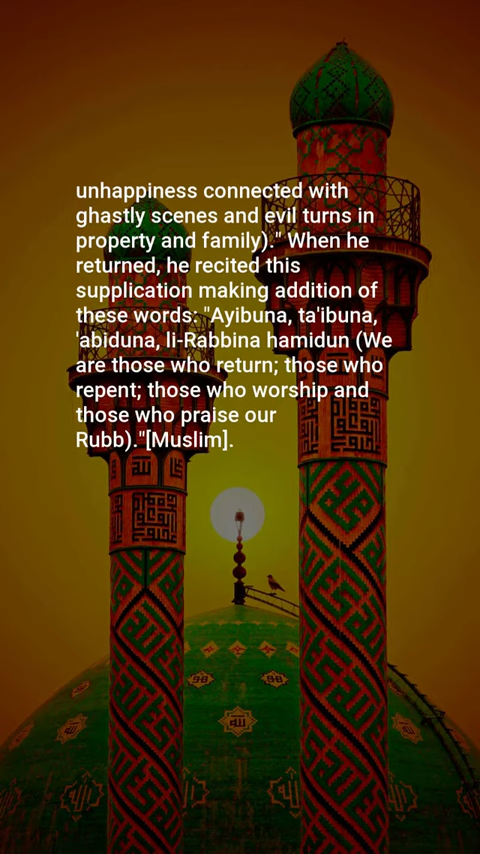 unhappiness connected with
ghastly scenes and evil turns in
property and family)." When he
returned, he recited this
supplication making addition of
these words: "Ayibuna, ta'ibuna,
'abiduna, li-Rabbina hamidun (We
are those who return; those who
repent; those who worship and
those who praise our
Rubb)."[Muslim].
الله